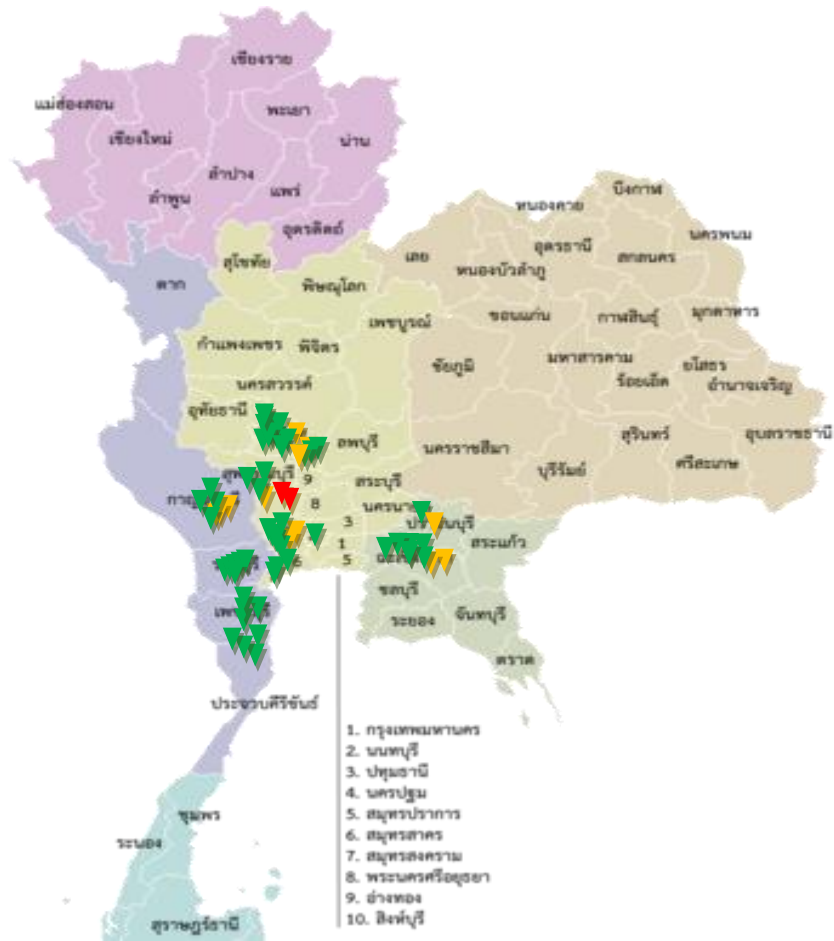 เชียงราย
แม่ฮ่องสอน
พะเยา
เชียงใหม่
น่าน
ลำปาง
แพร่
ลำพูน
อุตรดิตถ์
บึงกาฬ
หนองคาย
นครพนม
อุดรธานี
เลย
สกลนคร
สุโขทัย
หนองบัวลำภู
ตาก
พิษณุโลก
เพชรบูรณ์
ขอนแก่น
กาฬสินธุ์
มุกดาหาร
กำแพงเพชร
พิจิตร
มหาสารคาม
ชัยภูมิ
ยโสธร
ร้อยเอ็ด
อำนาจเจริญ
นครสวรรค์
อุทัยธานี
ลพบุรี
นครราชสีมา
สุรินทร์
อุบลราชธานี
ศรีสะเกษ
บุรีรัมย์
สระบุรี
9
8
3
สระแก้ว
1
5
6
ชลบุรี
ระยอง
จันทบุรี
ตราด
ประจวบคีรีขันธ์
1. กรุงเทพมหานคร
2. นนทบุรี
3. ปทุมธานี
4. นครปฐม
5. สมุทรปราการ
6. สมุทรสาคร
7. สมุทรสงคราม
8. พระนครศรีอยุธยา
9. อ่างทอง
10. สิงห์บุรี
ชุมพร
ระนอง
สุราษฎร์ธานี